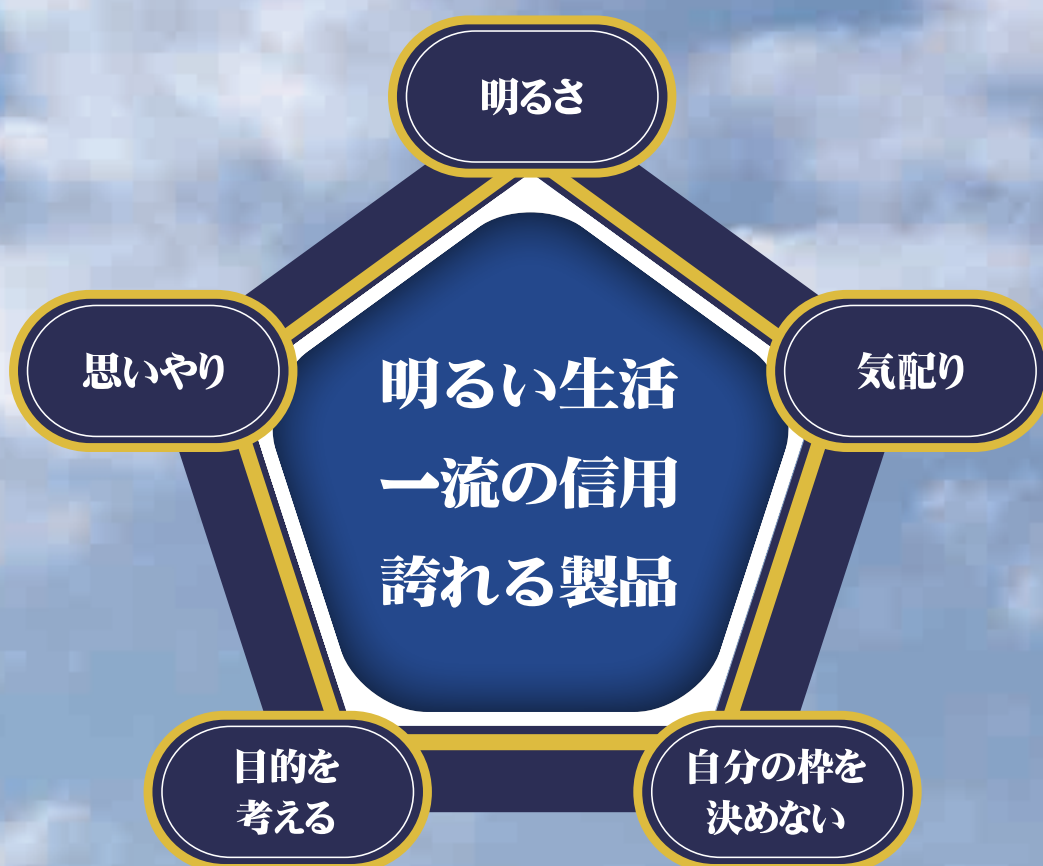 明るさ
思いやり
気配り
明るい生活
一流の信用
誇れる製品
目的を
考える
自分の枠を
決めない